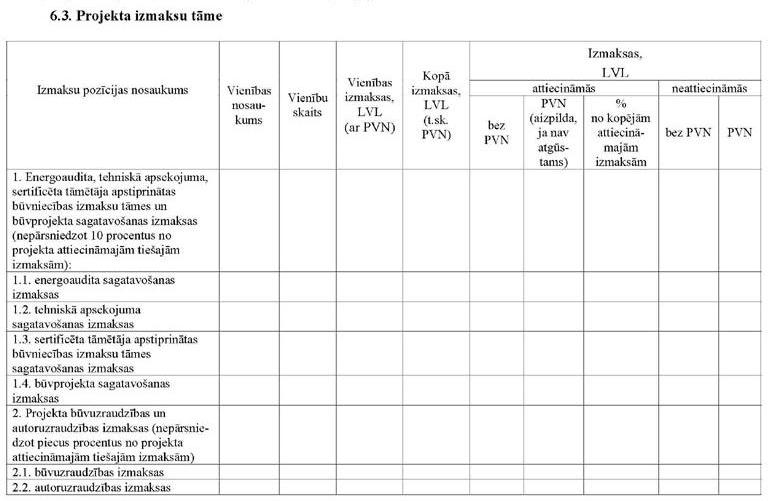 6.3. Projekta izmaksu tāme
Izmaksu pozīcijas nosaukums
Vienības
nosau-
kums
Vienību
skaits
Vienības
izmaksas,
LVL
(ar PVN)
Kopā
izmaksas,
LVL
(t.sk.
PVN)
Izmaksas,
LVL
attiecināmās
neattiecināmās
bez
PVN
PVN
(aizpilda,
ja nav
atgūs-
tams)
%
no kopējām
attiecinā-
majām
izmaksām
bez PVN
PVN
1. Energoaudita, tehniskā apsekojuma,
sertificēta tāmētāja apstiprinātas
būvniecības izmaksu tāmes un
būvprojekta sagatavošanas izmaksas
(nepārsniedzot 10 procentus no
projekta attiecināmajām tiešajām
izmaksām):
1.1. energoaudita sagatavošanas
izmaksas
1.2. tehniskā apsekojuma
sagatavošanas izmaksas
1.3. sertificēta tāmētāja apstiprinātas
būvniecības izmaksu tāmes
sagatavošanas izmaksas
1.4. būvprojekta sagatavošanas
izmaksas
2. Projekta būvuzraudzības un
autoruzraudzības izmaksas (nepārsnie-
dzot piecus procentus no projekta
attiecināmajām tiešajām izmaksām)
2.1. būvuzraudzības izmaksas
2.2. autoruzraudzības izmaksas